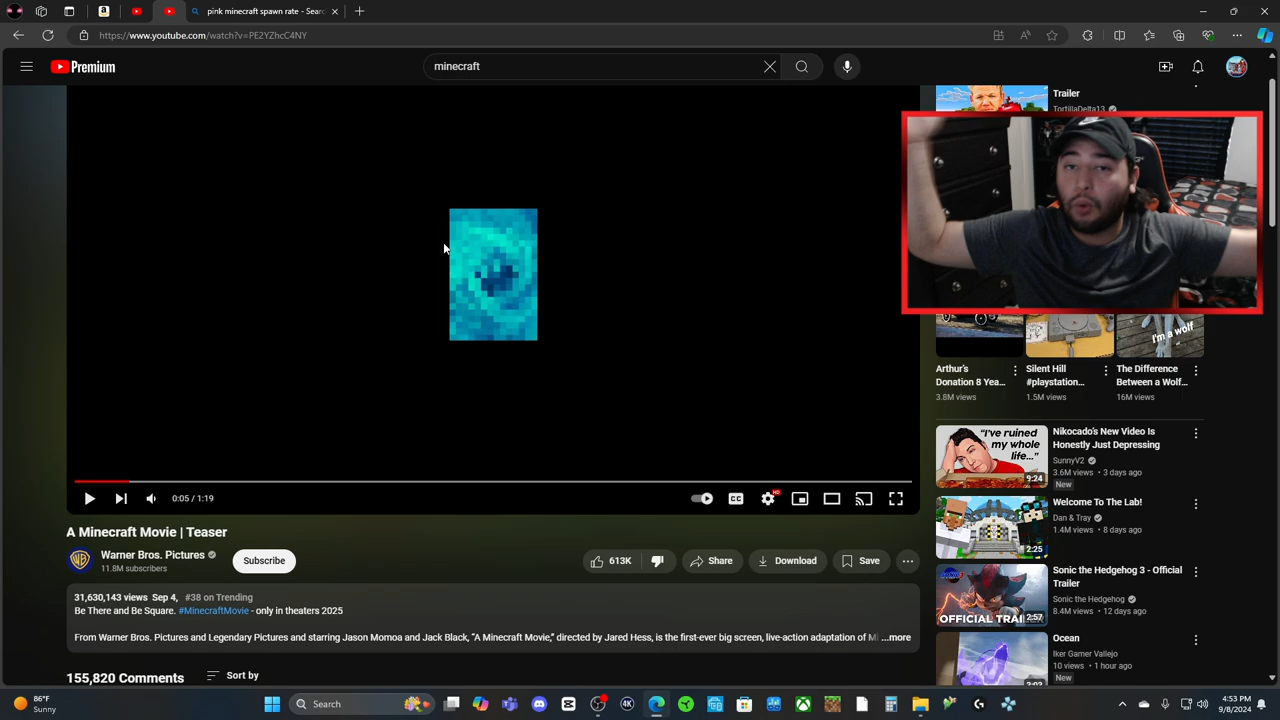 pink minecraft spawn rate - Searc
https://www.youtube.com/watch?v=PE2YZhcC4NY
Premium
minecraft
Trailer
TortillaDelta13
0:05 / 1:19
CC
HD
A Minecraft Movie | Teaser
Warner Bros. Pictures
11.8M subscribers
Subscribe
613K
Share
Download
Save
31,630,143 views Sep 4, #38 on Trending
Be There and Be Square. #MinecraftMovie - only in theaters 2025
From Warner Bros. Pictures and Legendary Pictures and starring Jason Momoa and Jack Black, “A Minecraft Movie,” directed by Jared Hess, is the first-ever big screen, live-action adaptation of Mi ...more
155,820 Comments
Sort by
I'm a wolf
Arthur's
Donation 8 Yea...
3.8M views
Silent Hill
#playstation...
1.5M views
The Difference
Between a Wolf...
16M views
"I've ruined
my whole
life..."
9:24
Nikocado's New Video Is
Honestly Just Depressing
SunnyV2
3.6M views • 3 days ago
New
2:25
Welcome To The Lab!
Dan & Tray
1.4M views • 8 days ago
OFFICIAL TRAI
2:57
Sonic the Hedgehog 3 - Official
Trailer
Sonic the Hedgehog
8.4M views • 12 days ago
Ocean
Iker Gamer Vallejo
10 views • 1 hour ago
New
86°F
Sunny
Search
4K
4:53 PM
9/8/2024